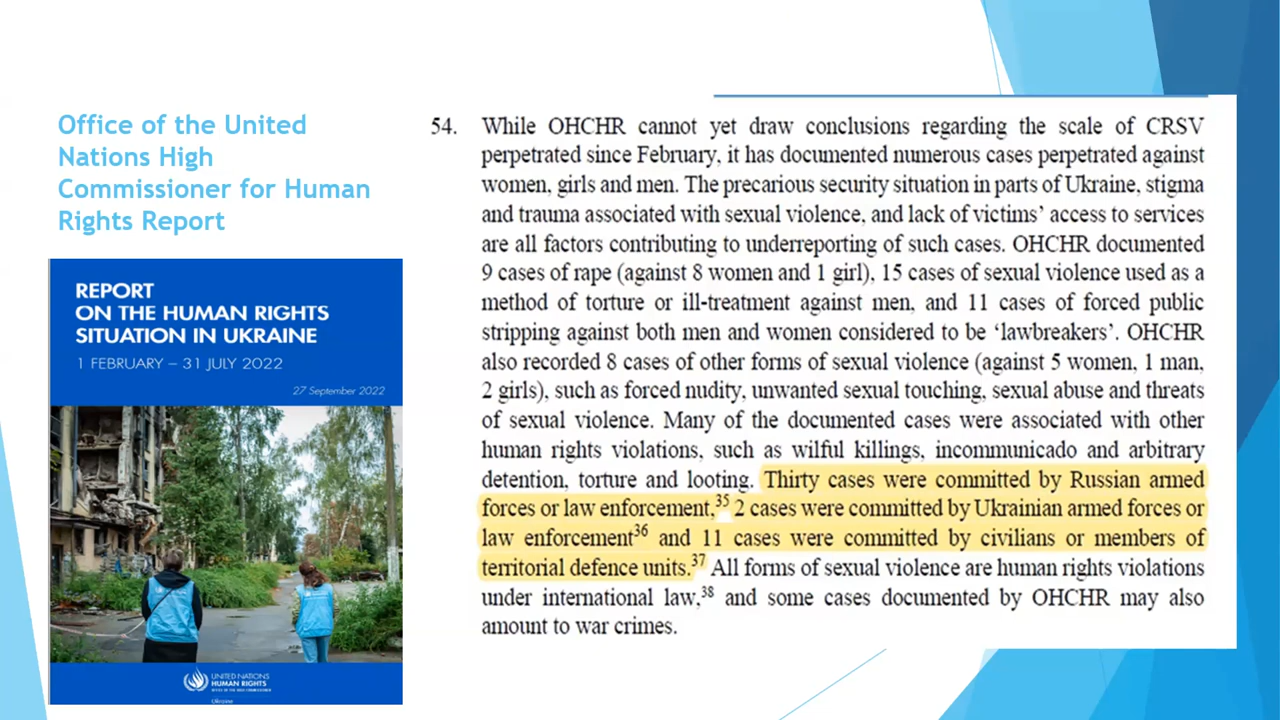 Office of the United
Nations High
Commissioner for Human
Rights Report
REPORT
ON THE HUMAN RIGHTS
SITUATION IN UKRAINE
1 FEBRUARY – 31 JULY 2022
27 September 2022
UNITED NATIONS
HUMAN RIGHTS
OFFICE OF THE HIGH COMMISSIONER
Ukraine
54. While OHCHR cannot yet draw conclusions regarding the scale of CRSV
perpetrated since February, it has documented numerous cases perpetrated against
women, girls and men. The precarious security situation in parts of Ukraine, stigma
and trauma associated with sexual violence, and lack of victims’ access to services
are all factors contributing to underreporting of such cases. OHCHR documented
9 cases of rape (against 8 women and 1 girl), 15 cases of sexual violence used as a
method of torture or ill-treatment against men, and 11 cases of forced public
stripping against both men and women considered to be ‘lawbreakers’. OHCHR
also recorded 8 cases of other forms of sexual violence (against 5 women, 1 man,
2 girls), such as forced nudity, unwanted sexual touching, sexual abuse and threats
of sexual violence. Many of the documented cases were associated with other
human rights violations, such as wilful killings, incommunicado and arbitrary
detention, torture and looting. Thirty cases were committed by Russian armed
forces or law enforcement,³⁵ 2 cases were committed by Ukrainian armed forces or
law enforcement³⁶ and 11 cases were committed by civilians or members of
territorial defence units.³⁷ All forms of sexual violence are human rights violations
under international law,³⁸ and some cases documented by OHCHR may also
amount to war crimes.